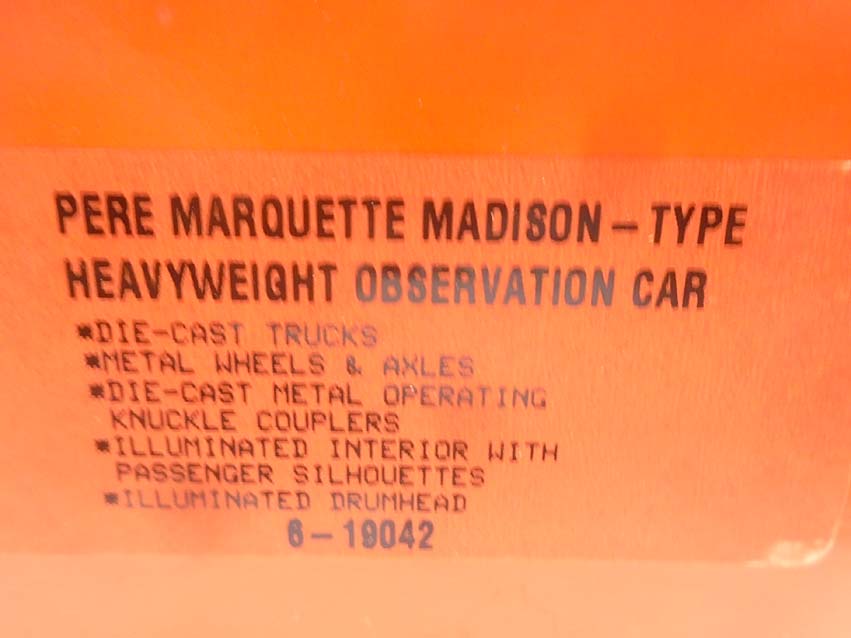 PERE MARQUETTE MADISON - TYPE
HEAVYWEIGHT OBSERVATION CAR
*DIE-CAST TRUCKS
*METAL WHEELS & AXLES
*DIE-CAST METAL OPERATING
KNUCKLE COUPLERS
*ILLUMINATED INTERIOR WITH
PASSENGER SILHOUETTES
*ILLUMINATED DRUMHEAD
6-19042